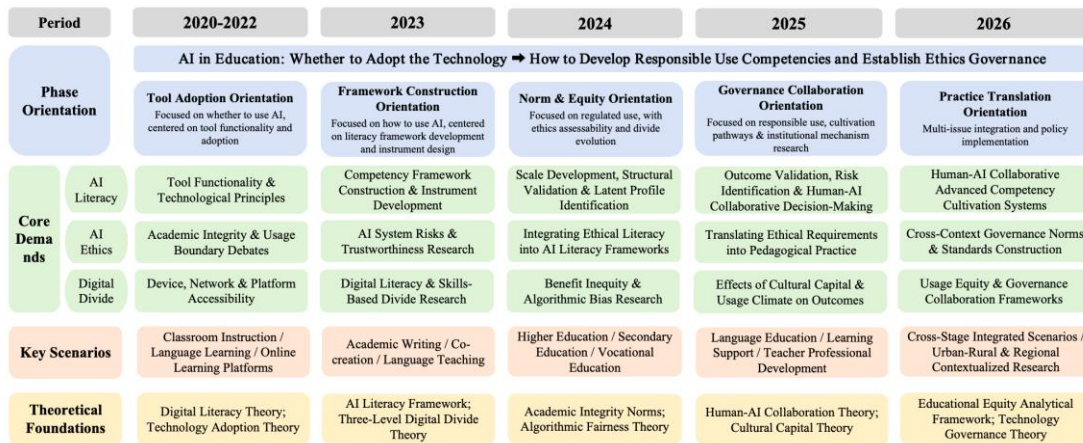 Period
2020-2022
2023
2024
2025
2026
AI in Education: Whether to Adopt the Technology ➡ How to Develop Responsible Use Competencies and Establish Ethics Governance
Phase
Orientation
Tool Adoption Orientation
Focused on whether to use AI,
centered on tool functionality and
adoption
Framework Construction
Orientation
Focused on how to use AI, centered
on literacy framework development
and instrument design
Norm & Equity Orientation
Focused on regulated use, with
ethics assessability and divide
evolution
Governance Collaboration
Orientation
Focused on responsible use, cultivation
pathways & institutional mechanism
research
Practice Translation
Orientation
Multi-issue integration and policy
implementation
Core
Dema
nds
AI
Literacy
Tool Functionality &
Technological Principles
Competency Framework
Construction & Instrument
Development
Scale Development, Structural
Validation & Latent Profile
Identification
Outcome Validation, Risk
Identification & Human-AI
Collaborative Decision-Making
Human-AI Collaborative
Advanced Competency
Cultivation Systems
AI
Ethics
Academic Integrity & Usage
Boundary Debates
AI System Risks &
Trustworthiness Research
Integrating Ethical Literacy
into AI Literacy Frameworks
Translating Ethical Requirements
into Pedagogical Practice
Cross-Context Governance Norms
& Standards Construction
Digital
Divide
Device, Network & Platform
Accessibility
Digital Literacy & Skills-
Based Divide Research
Benefit Inequity &
Algorithmic Bias Research
Effects of Cultural Capital &
Usage Climate on Outcomes
Usage Equity & Governance
Collaboration Frameworks
Key Scenarios
Classroom Instruction /
Language Learning / Online
Learning Platforms
Academic Writing / Co-
creation / Language Teaching
Higher Education / Secondary
Education / Vocational
Education
Language Education / Learning
Support / Teacher Professional
Development
Cross-Stage Integrated Scenarios /
Urban-Rural & Regional
Contextualized Research
Theoretical
Foundations
Digital Literacy Theory;
Technology Adoption Theory
AI Literacy Framework;
Three-Level Digital Divide
Theory
Academic Integrity Norms;
Algorithmic Fairness Theory
Human-AI Collaboration Theory;
Cultural Capital Theory
Educational Equity Analytical
Framework; Technology
Governance Theory